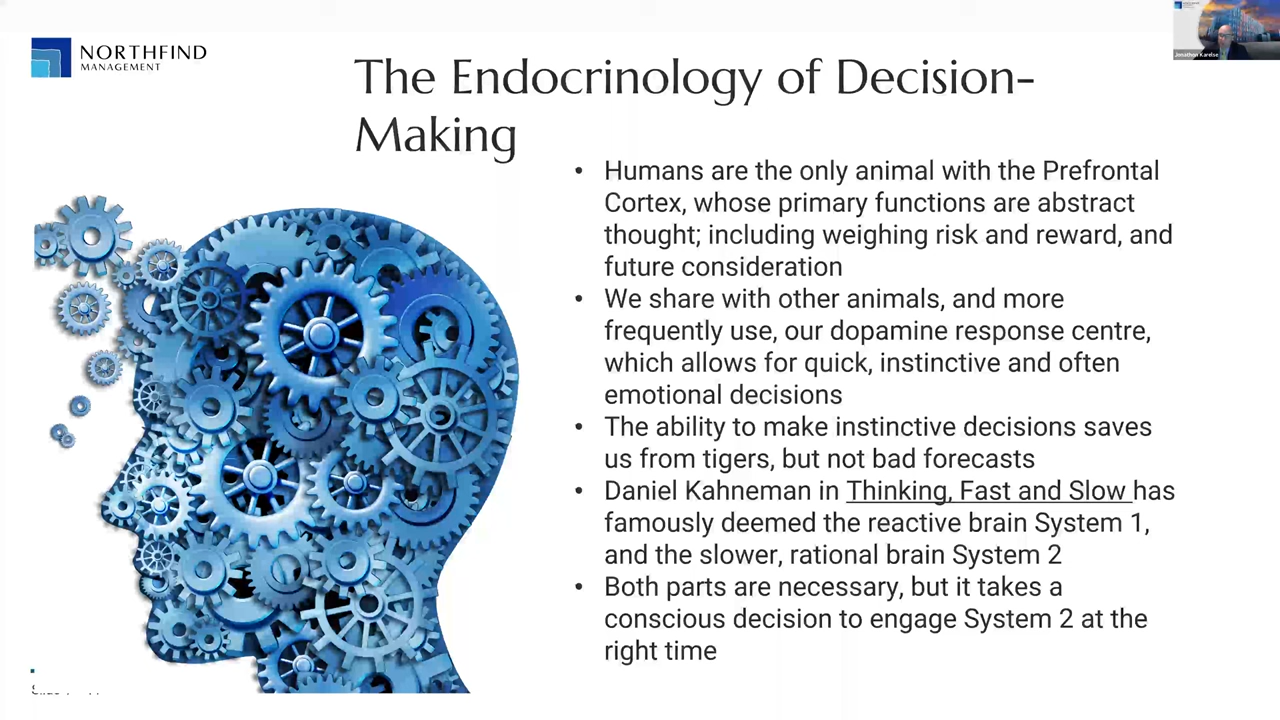 NORTHFIND
MANAGEMENT
Jonathon Karelse
The Endocrinology of Decision-
Making
• Humans are the only animal with the Prefrontal
Cortex, whose primary functions are abstract
thought; including weighing risk and reward, and
future consideration
• We share with other animals, and more
frequently use, our dopamine response centre,
which allows for quick, instinctive and often
emotional decisions
• The ability to make instinctive decisions saves
us from tigers, but not bad forecasts
• Daniel Kahneman in Thinking, Fast and Slow has
famously deemed the reactive brain System 1,
and the slower, rational brain System 2
• Both parts are necessary, but it takes a
conscious decision to engage System 2 at the
right time